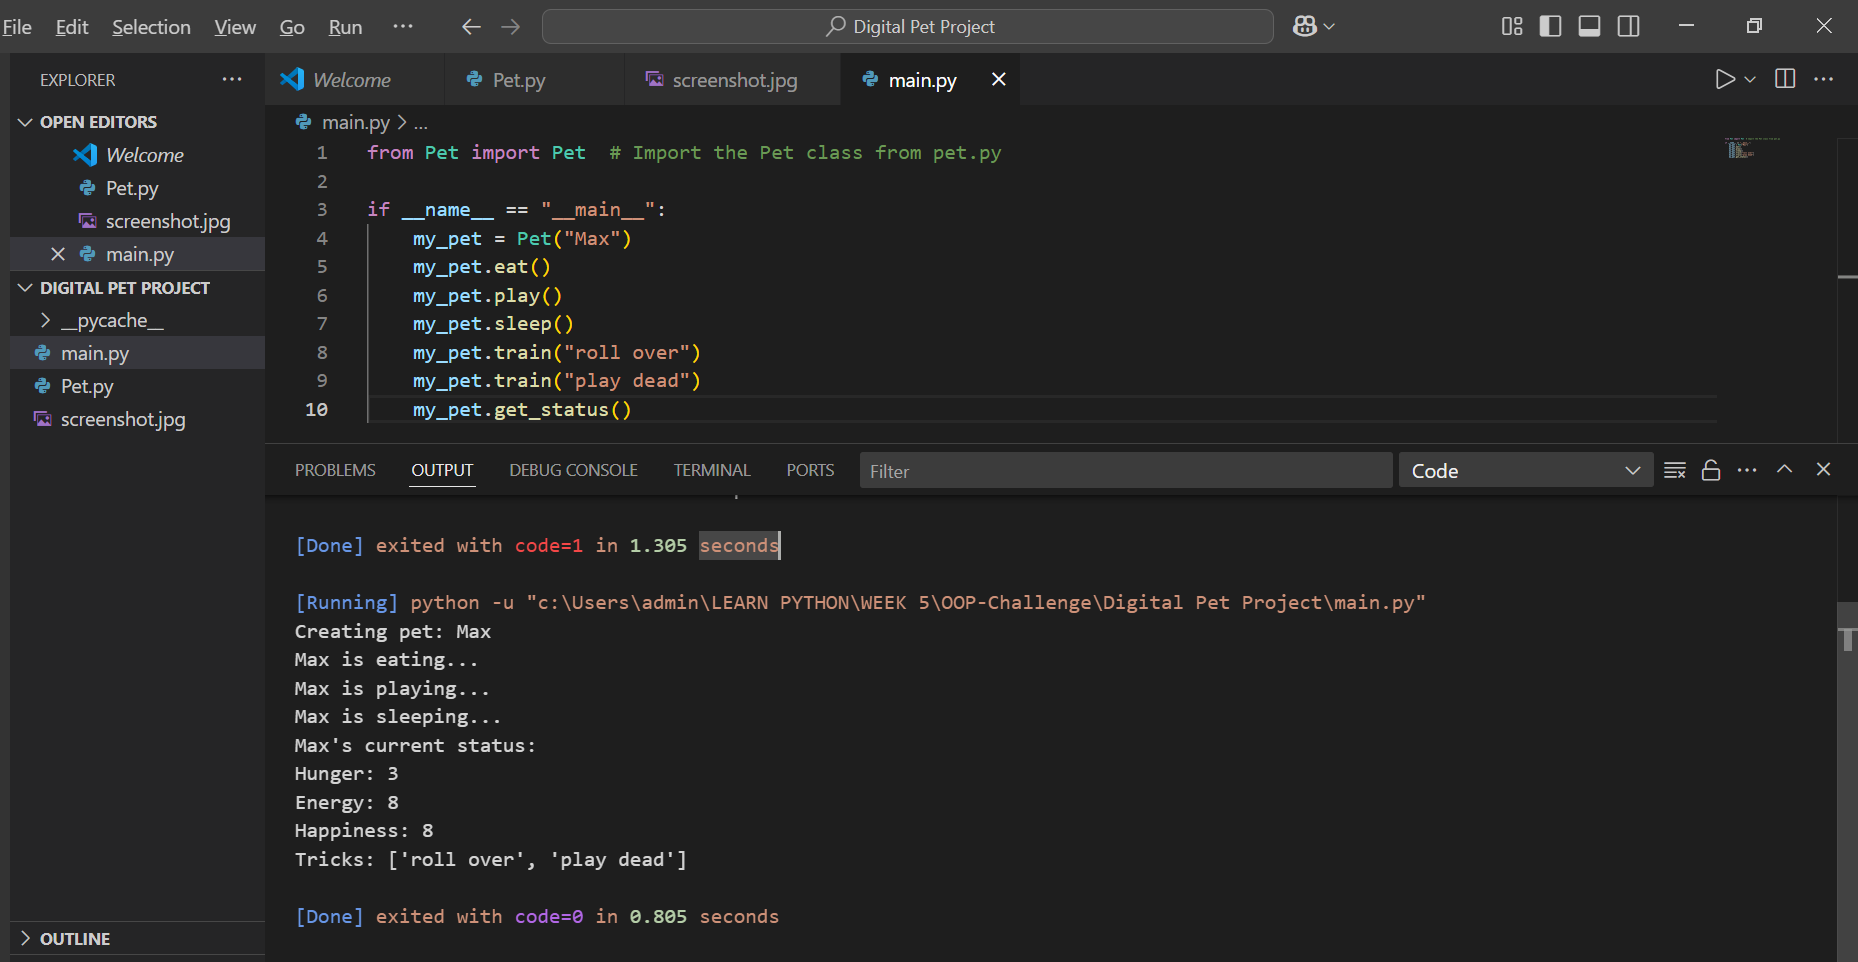 File Edit Selection View Go Run ··· Digital Pet Project
EXPLORER ···
OPEN EDITORS
Welcome
Pet.py
screenshot.jpg
main.py
DIGITAL PET PROJECT
__pycache__
main.py
Pet.py
screenshot.jpg
OUTLINE
Welcome Pet.py screenshot.jpg main.py
main.py > ...
1 from Pet import Pet  # Import the Pet class from pet.py
2
3 if __name__ == "__main__":
4     my_pet = Pet("Max")
5     my_pet.eat()
6     my_pet.play()
7     my_pet.sleep()
8     my_pet.train("roll over")
9     my_pet.train("play dead")
10     my_pet.get_status()
PROBLEMS OUTPUT DEBUG CONSOLE TERMINAL PORTS Filter Code
[Done] exited with code=1 in 1.305 seconds
[Running] python -u "c:\Users\admin\LEARN PYTHON\WEEK 5\OOP-Challenge\Digital Pet Project\main.py"
Creating pet: Max
Max is eating...
Max is playing...
Max is sleeping...
Max's current status:
Hunger: 3
Energy: 8
Happiness: 8
Tricks: ['roll over', 'play dead']
[Done] exited with code=0 in 0.805 seconds